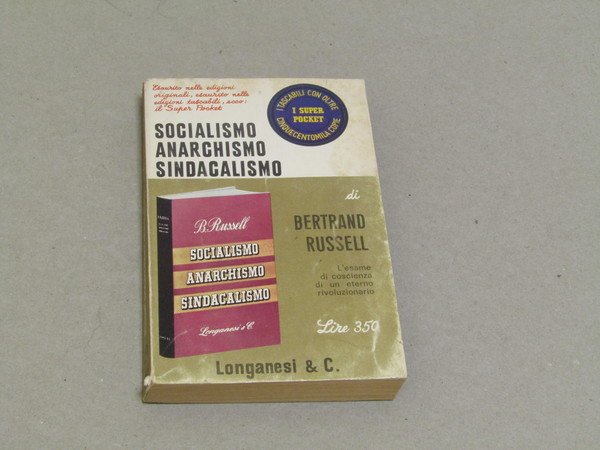 Esaurito nelle edizioni
originali, esaurito nelle
edizioni tascabili, ecco:
il Super Pocket
I TASCABILI CON OLTRE
I SUPER
POCKET
CINQUECENTOMILA COPIE
SOCIALISMO
ANARCHISMO
SINDACALISMO
di
BERTRAND
RUSSELL
L'esame
di coscienza
di un eterno
rivoluzionario
Lire 350
B. Russell
SOCIALISMO
ANARCHISMO
SINDACALISMO
Longanesi & C.
Longanesi & C.